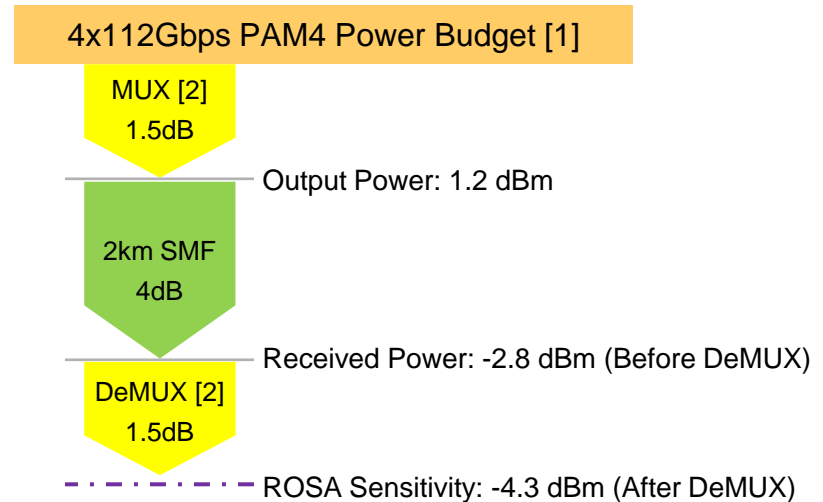 4x112Gbps PAM4 Power Budget [1]
MUX [2]
1.5dB
Output Power: 1.2 dBm
2km SMF
4dB
Received Power: -2.8 dBm (Before DeMUX)
DeMUX [2]
1.5dB
ROSA Sensitivity: -4.3 dBm (After DeMUX)